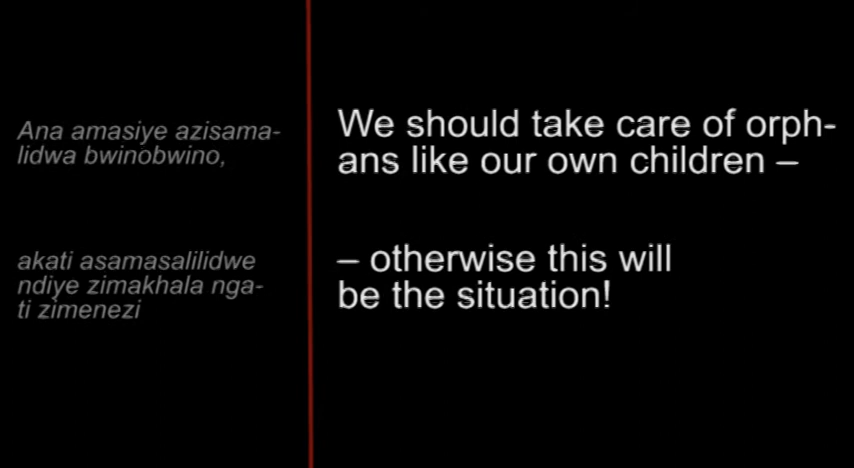 Ana amasiye azisama-
lidwa bwinobwino,
akati asamasalilidwe
ndiye zimakhala nga-
ti zimenezi
We should take care of orph-
ans like our own children –
– otherwise this will
be the situation!